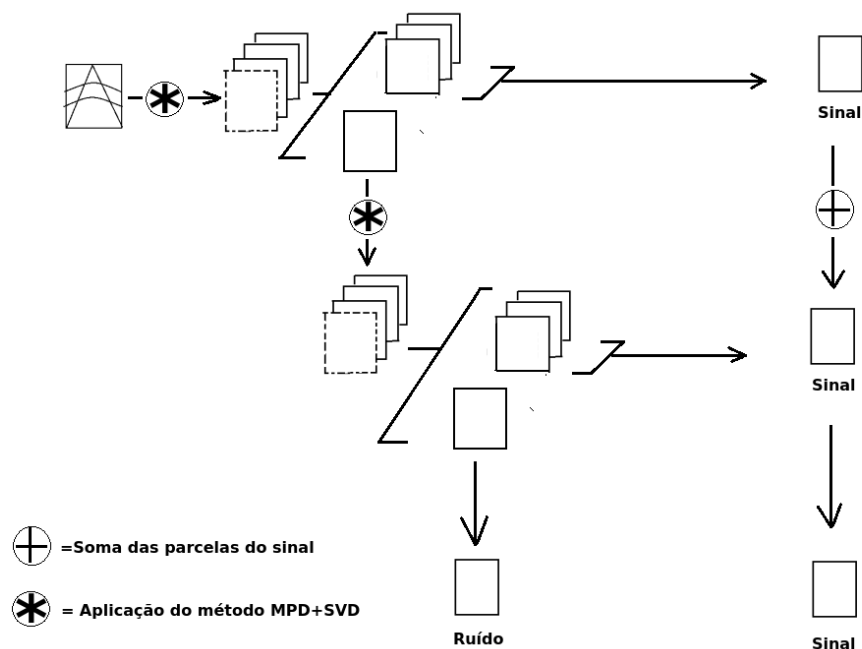 Sinal
Sinal
=Soma das parcelas do sinal
= Aplicação do método MPD+SVD
Ruído
Sinal